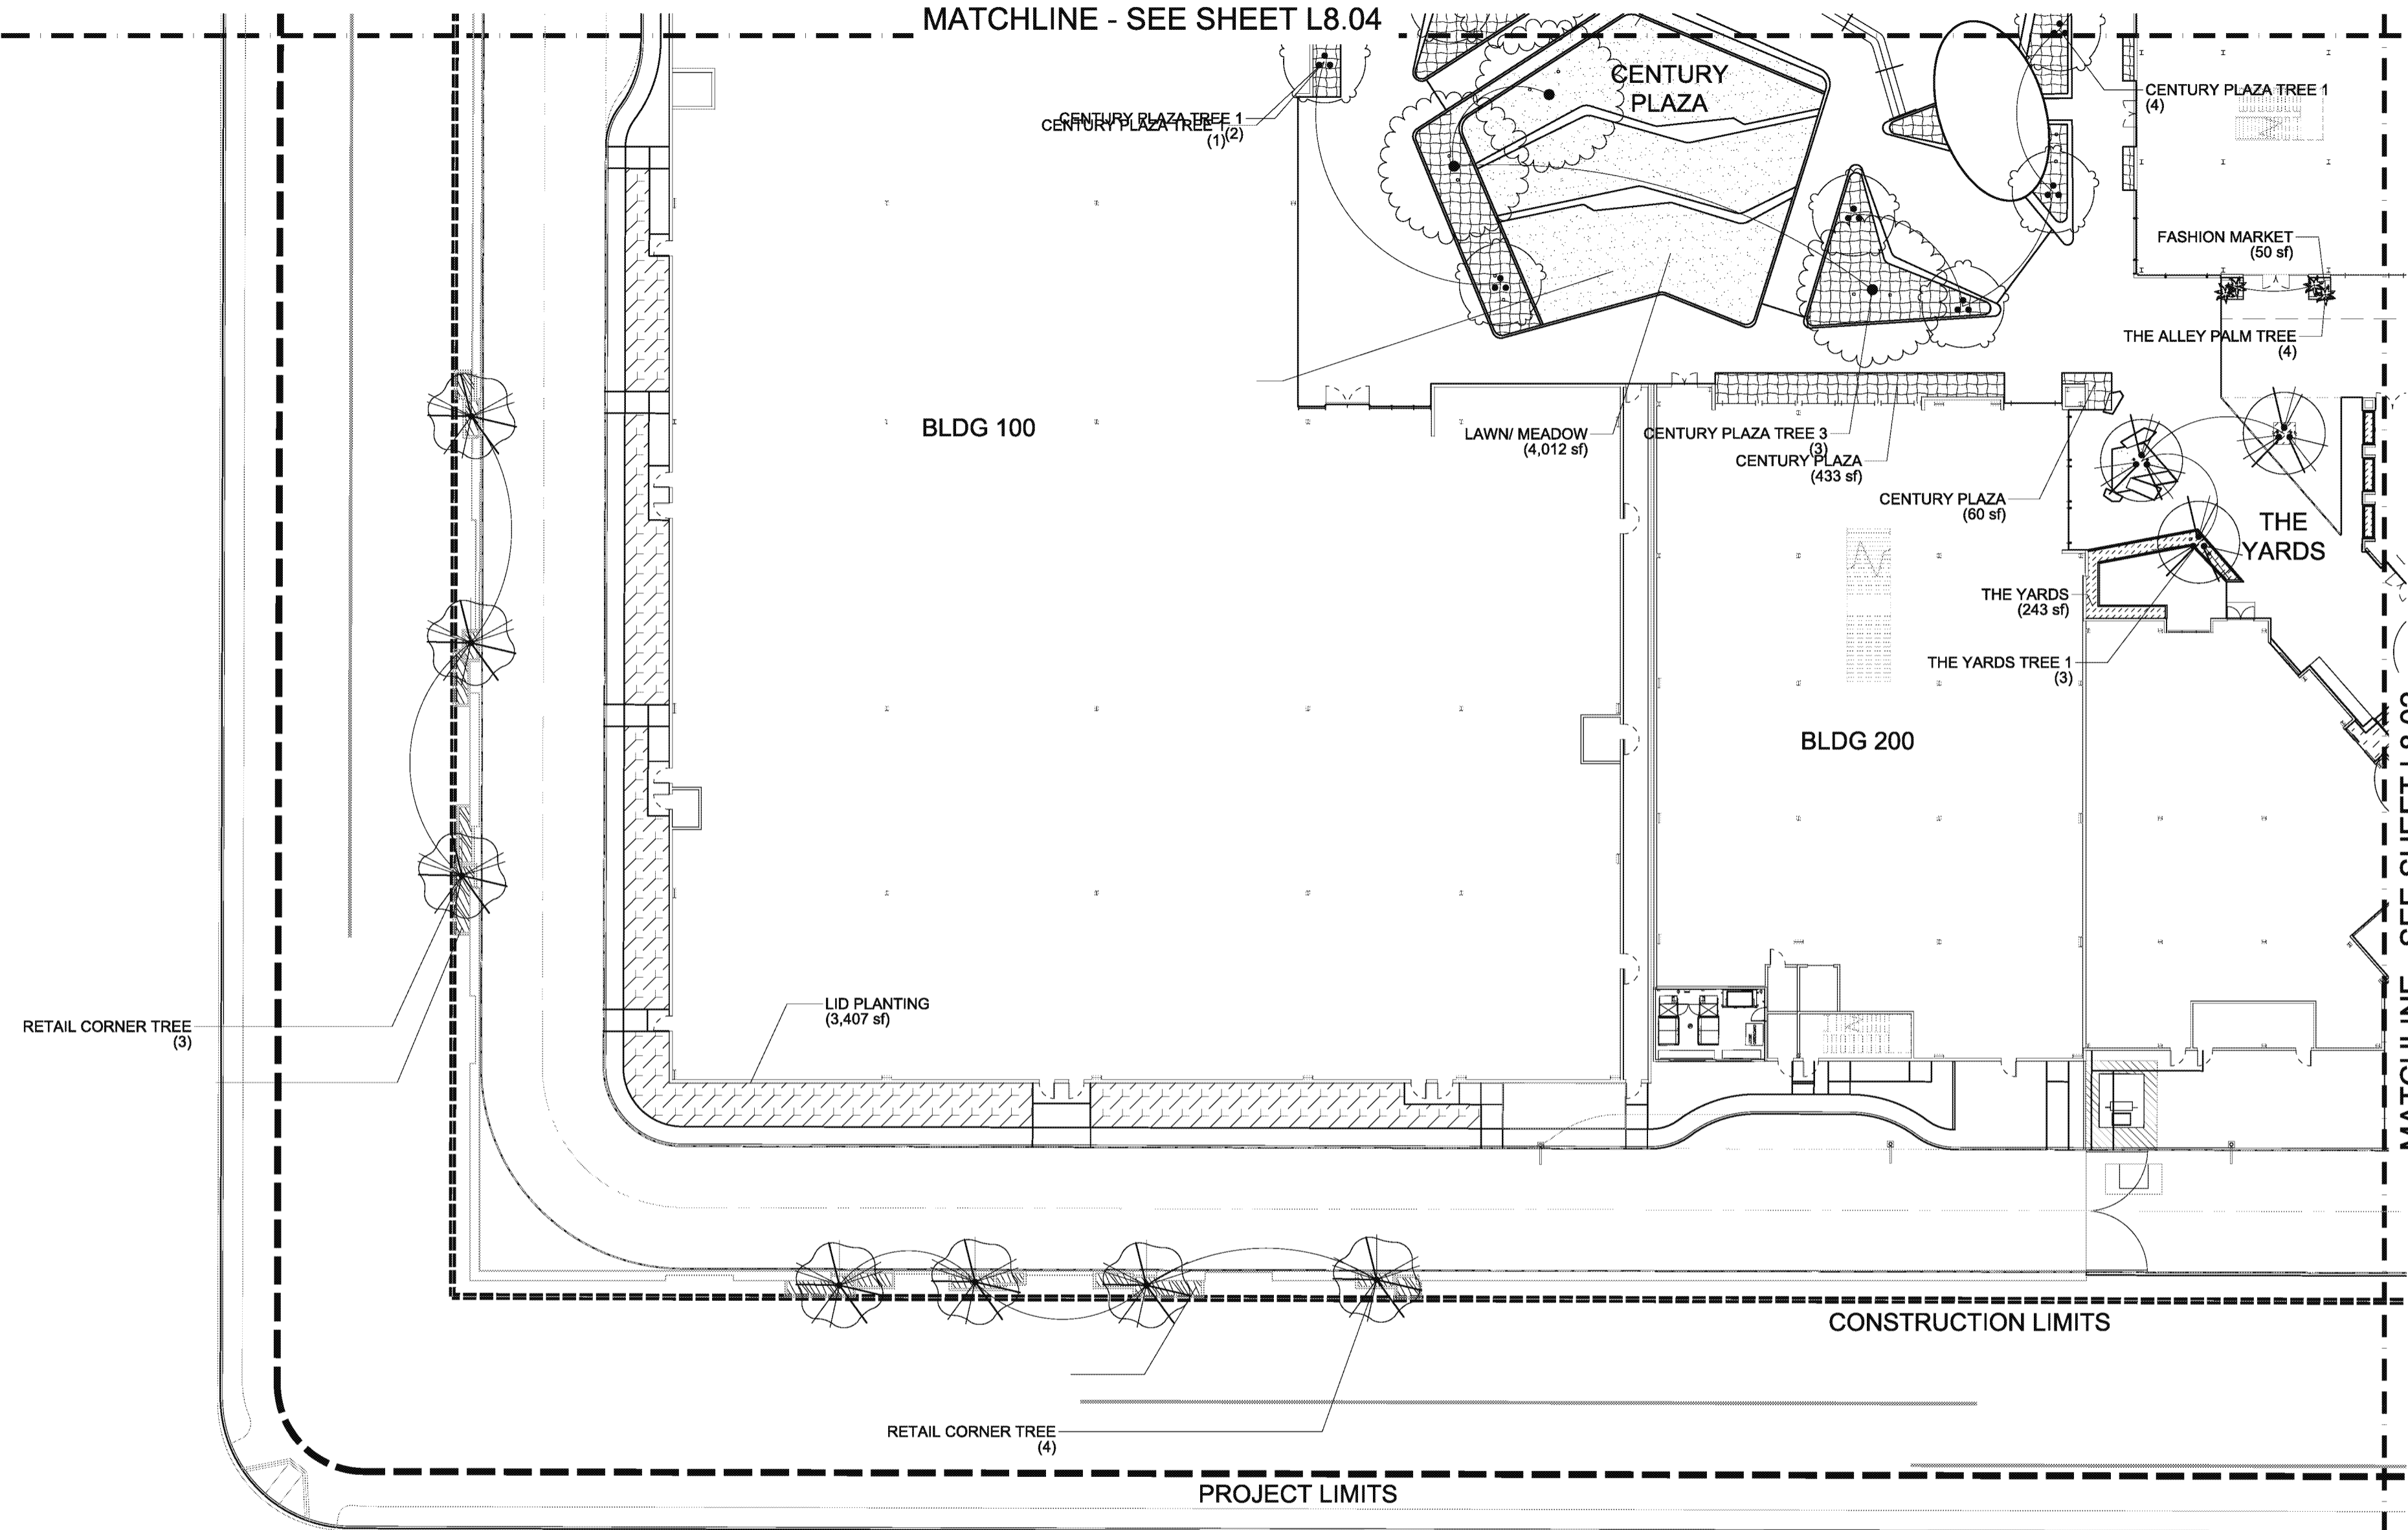 MATCHLINE - SEE SHEET L8.04
CENTURY
PLAZA
CENTURY PLAZA TREE 1
(4)
CENTURY PLAZA TREE 1
(2)
CENTURY PLAZA TREE 1
(1)
FASHION MARKET
(50 sf)
THE ALLEY PALM TREE
(4)
BLDG 100
LAWN/ MEADOW
(4,012 sf)
CENTURY PLAZA TREE 3
(3)
CENTURY PLAZA
(433 sf)
CENTURY PLAZA
(60 sf)
THE
YARDS
THE YARDS
(243 sf)
THE YARDS TREE 1
(3)
BLDG 200
LID PLANTING
(3,407 sf)
RETAIL CORNER TREE
(3)
CONSTRUCTION LIMITS
RETAIL CORNER TREE
(4)
PROJECT LIMITS